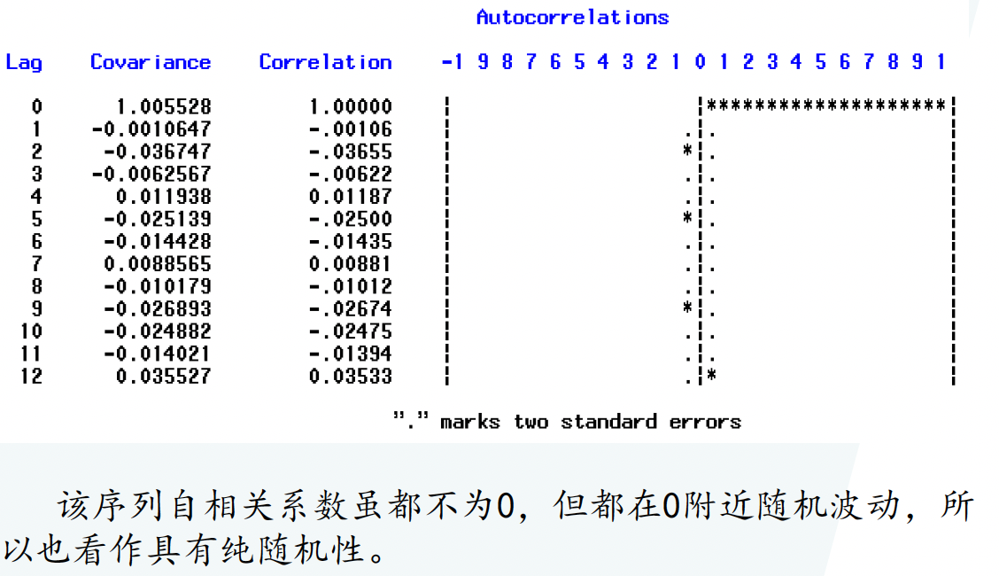 Autocorrelations
Lag Covariance Correlation -1 9 8 7 6 5 4 3 2 1 0 1 2 3 4 5 6 7 8 9 1
0 1.005528 1.00000 | |********************|
1 -0.0010647 -.00106 | .|. |
2 -0.036747 -.03655 | *|. |
3 -0.0062567 -.00622 | .|. |
4 0.011938 0.01187 | .|. |
5 -0.025139 -.02500 | *|. |
6 -0.014428 -.01435 | .|. |
7 0.0088565 0.00881 | .|. |
8 -0.010179 -.01012 | .|. |
9 -0.026893 -.02674 | *|. |
10 -0.024882 -.02475 | .|. |
11 -0.014021 -.01394 | .|. |
12 0.035527 0.03533 | .|* |
"." marks two standard errors
该序列自相关系数虽都不为0，但都在0附近随机波动，所
以也看作具有纯随机性。